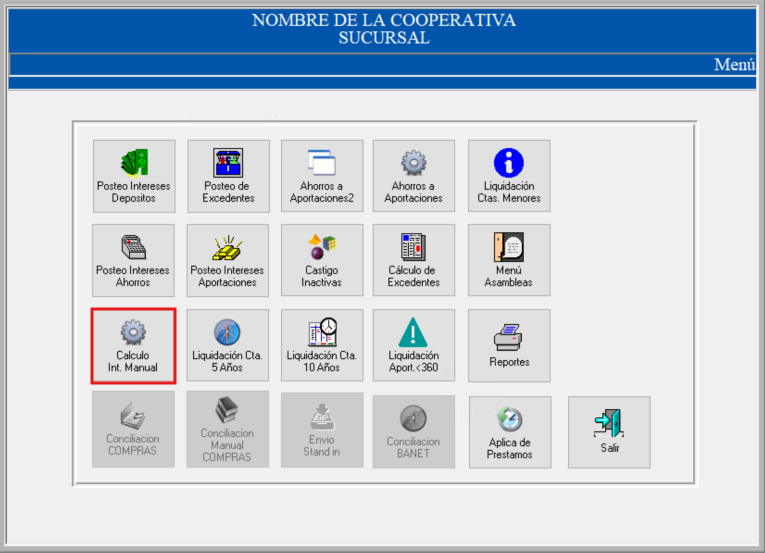 NOMBRE DE LA COOPERATIVA
SUCURSAL
Menú
Posteo Intereses
Depositos
Posteo de
Excedentes
Ahorros a
Aportaciones2
Ahorros a
Aportaciones
Liquidación
Ctas. Menores
Posteo Intereses
Ahorros
Posteo Intereses
Aportaciones
Castigo
Inactivas
Cálculo de
Excedentes
Menú
Asambleas
Calculo
Int. Manual
Liquidación Cta.
5 Años
Liquidación Cta.
10 Años
Liquidación
Aport.<360
Reportes
Conciliacion
COMPRAS
Conciliacion
Manual
COMPRAS
Envio
Stand in
Conciliacion
BANET
Aplica de
Prestamos
Salir